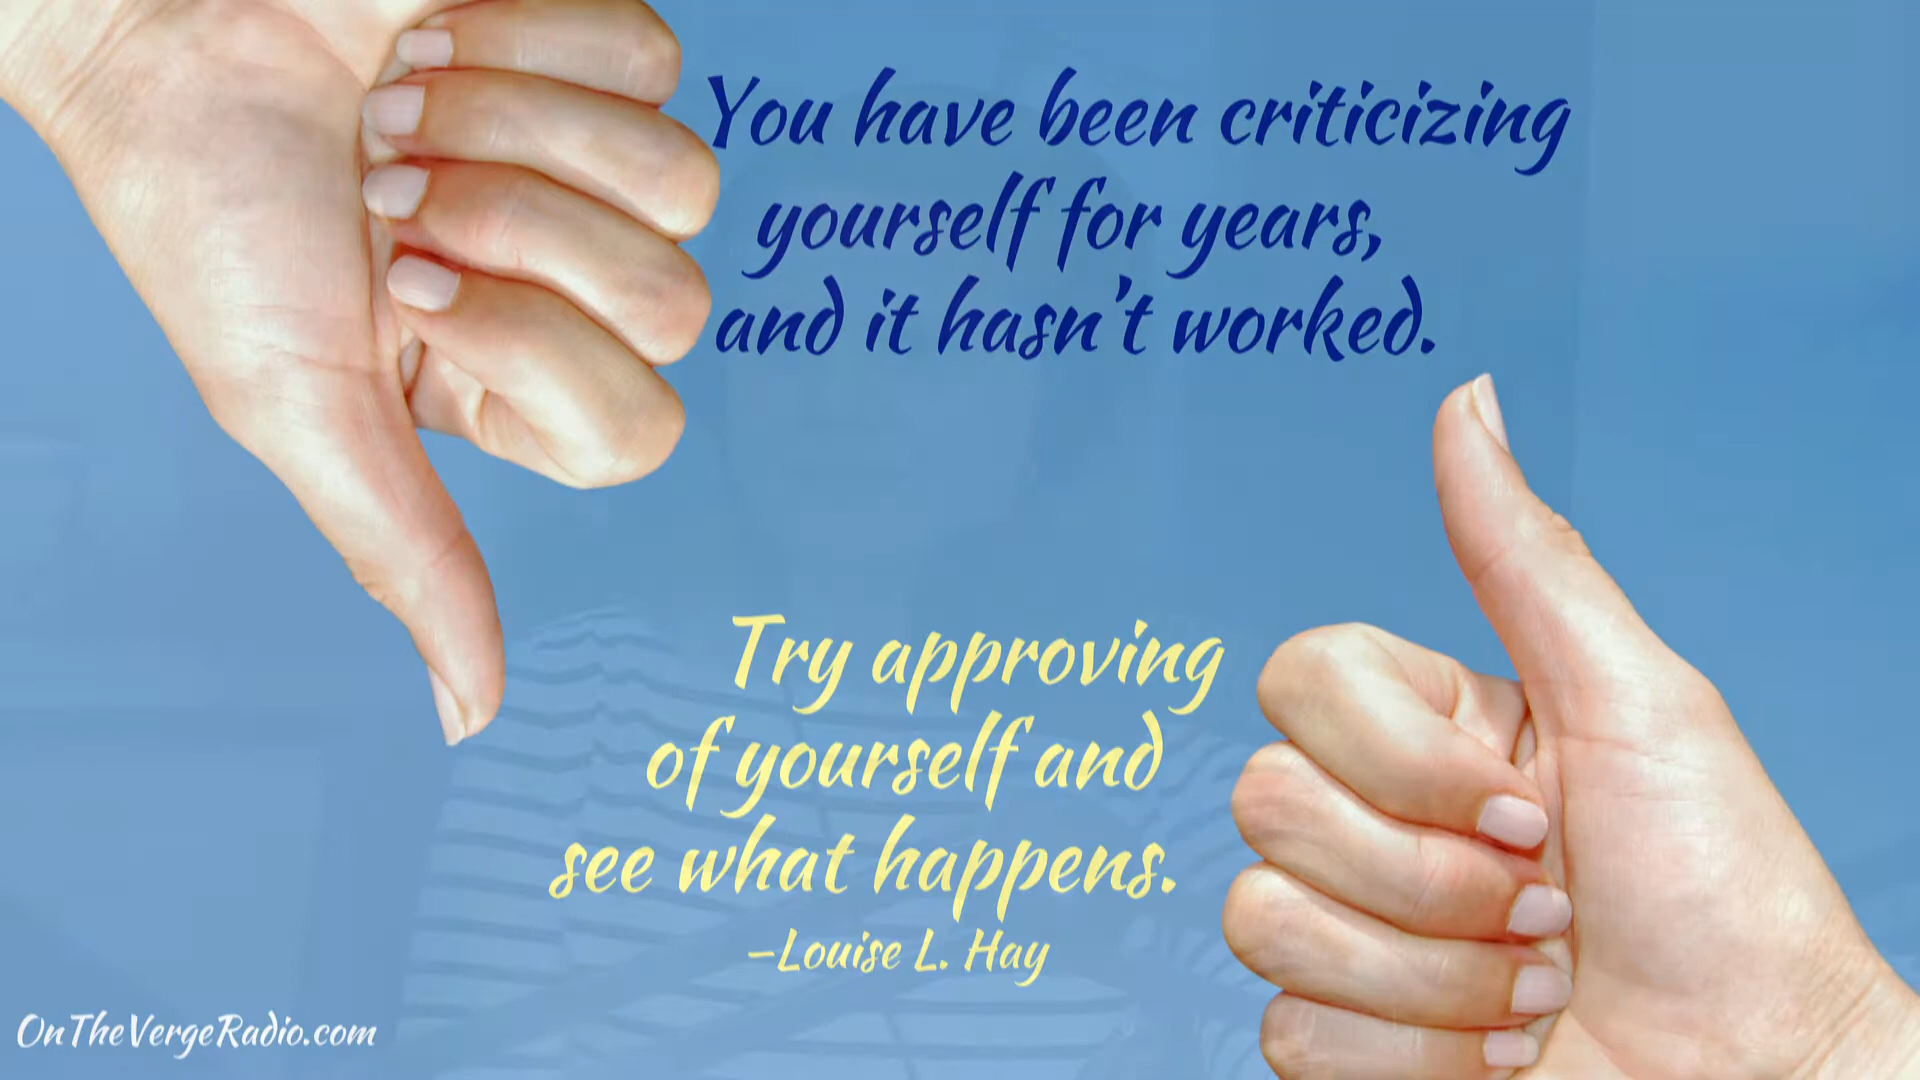 You have been criticizing
yourself for years,
and it hasn't worked.
Try approving
of yourself and
see what happens.
–Louise L. Hay
OnTheVergeRadio.com